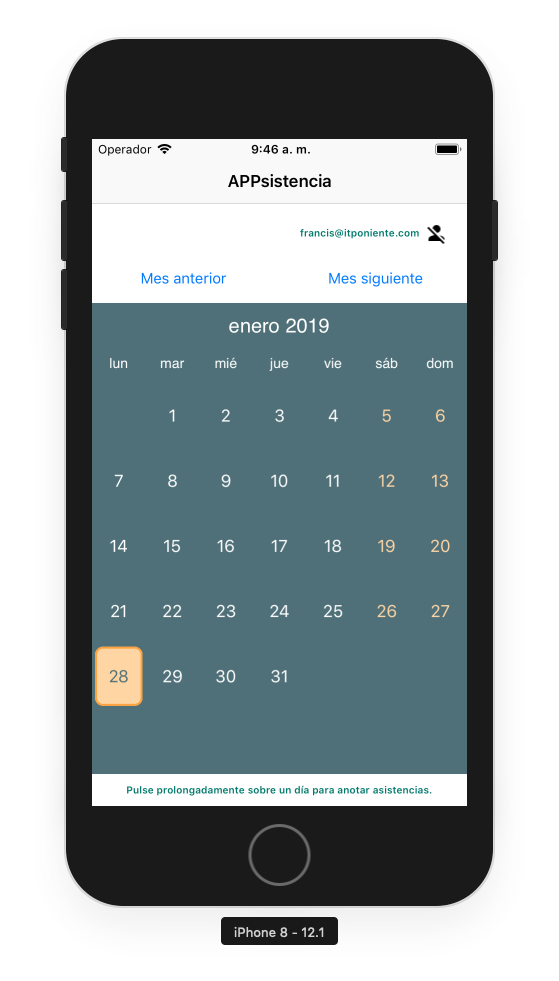 Operador 9:46 a. m.
APPsistencia
francis@itponiente.com
Mes anterior Mes siguiente
enero 2019
lun mar mié jue vie sáb dom
1 2 3 4 5 6
7 8 9 10 11 12 13
14 15 16 17 18 19 20
21 22 23 24 25 26 27
28 29 30 31
Pulse prolongadamente sobre un día para anotar asistencias.
iPhone 8 - 12.1